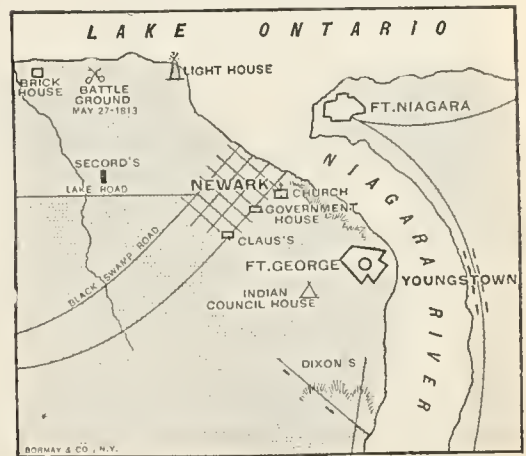 LAKE ONTARIO
LIGHT HOUSE
BRICK
HOUSE
BATTLE
GROUND
MAY 27-1813
FT. NIAGARA
SECORD'S
LAKE ROAD
NEWARK
CHURCH
GOVERNMENT
HOUSE
CLAUS'S
NIAGARA RIVER
BLACK SWAMP ROAD
FT. GEORGE
YOUNGSTOWN
INDIAN
COUNCIL HOUSE
DIXON S
BORMAY & CO., N.Y.